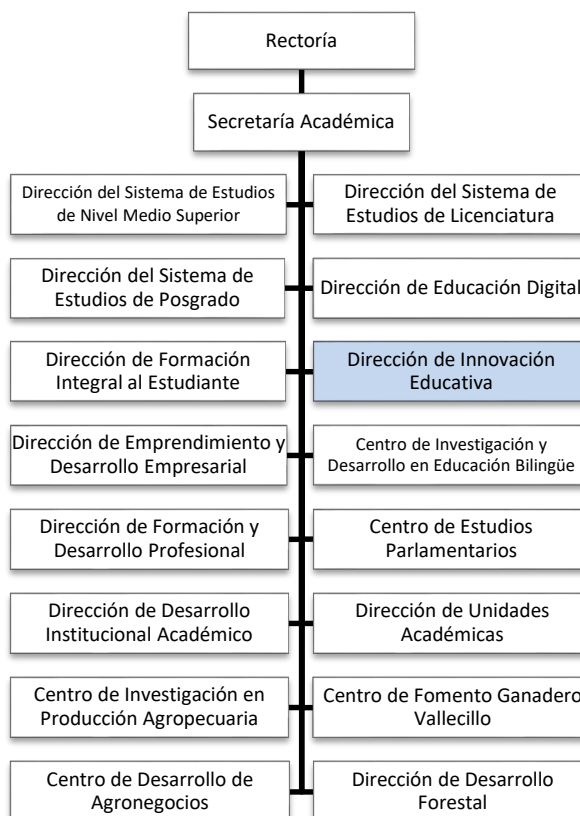 Rectoría
Secretaría Académica
Dirección del Sistema de Estudios
de Nivel Medio Superior
Dirección del Sistema de
Estudios de Licenciatura
Dirección del Sistema de
Estudios de Posgrado
Dirección de Educación Digital
Dirección de Formación
Integral al Estudiante
Dirección de Innovación
Educativa
Dirección de Emprendimiento y
Desarrollo Empresarial
Centro de Investigación y
Desarrollo en Educación Bilingüe
Dirección de Formación y
Desarrollo Profesional
Centro de Estudios
Parlamentarios
Dirección de Desarrollo
Institucional Académico
Dirección de Unidades
Académicas
Centro de Investigación en
Producción Agropecuaria
Centro de Fomento Ganadero
Vallecillo
Centro de Desarrollo de
Agronegocios
Dirección de Desarrollo
Forestal